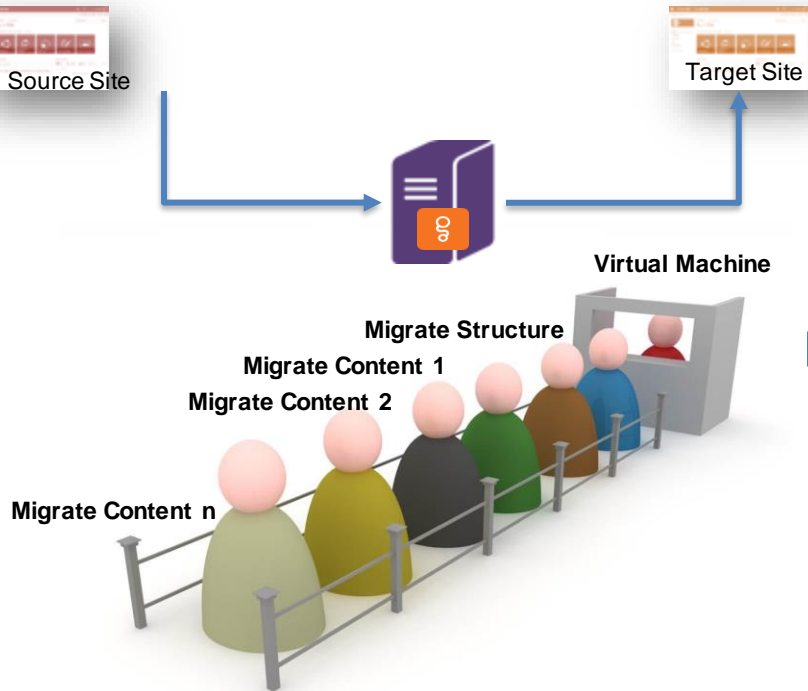 Source Site
Target Site
Virtual Machine
Migrate Structure
Migrate Content 1
Migrate Content 2
Migrate Content n